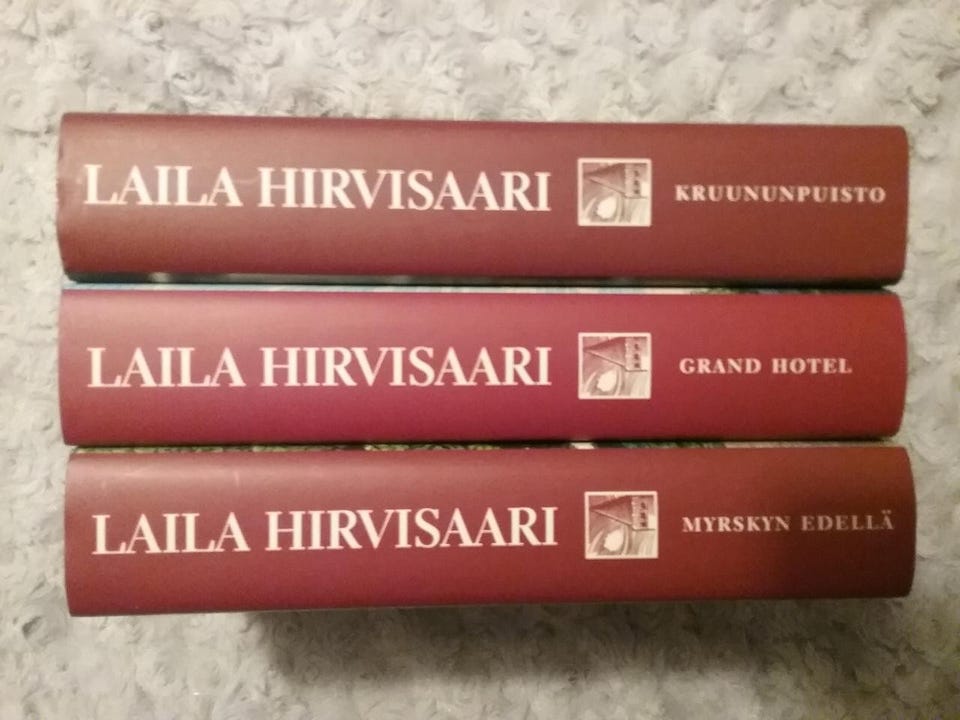 LAILA HIRVISAARI KRUUNUNPUISTO
LAILA HIRVISAARI GRAND HOTEL
LAILA HIRVISAARI MYRSKYN EDELLÄ